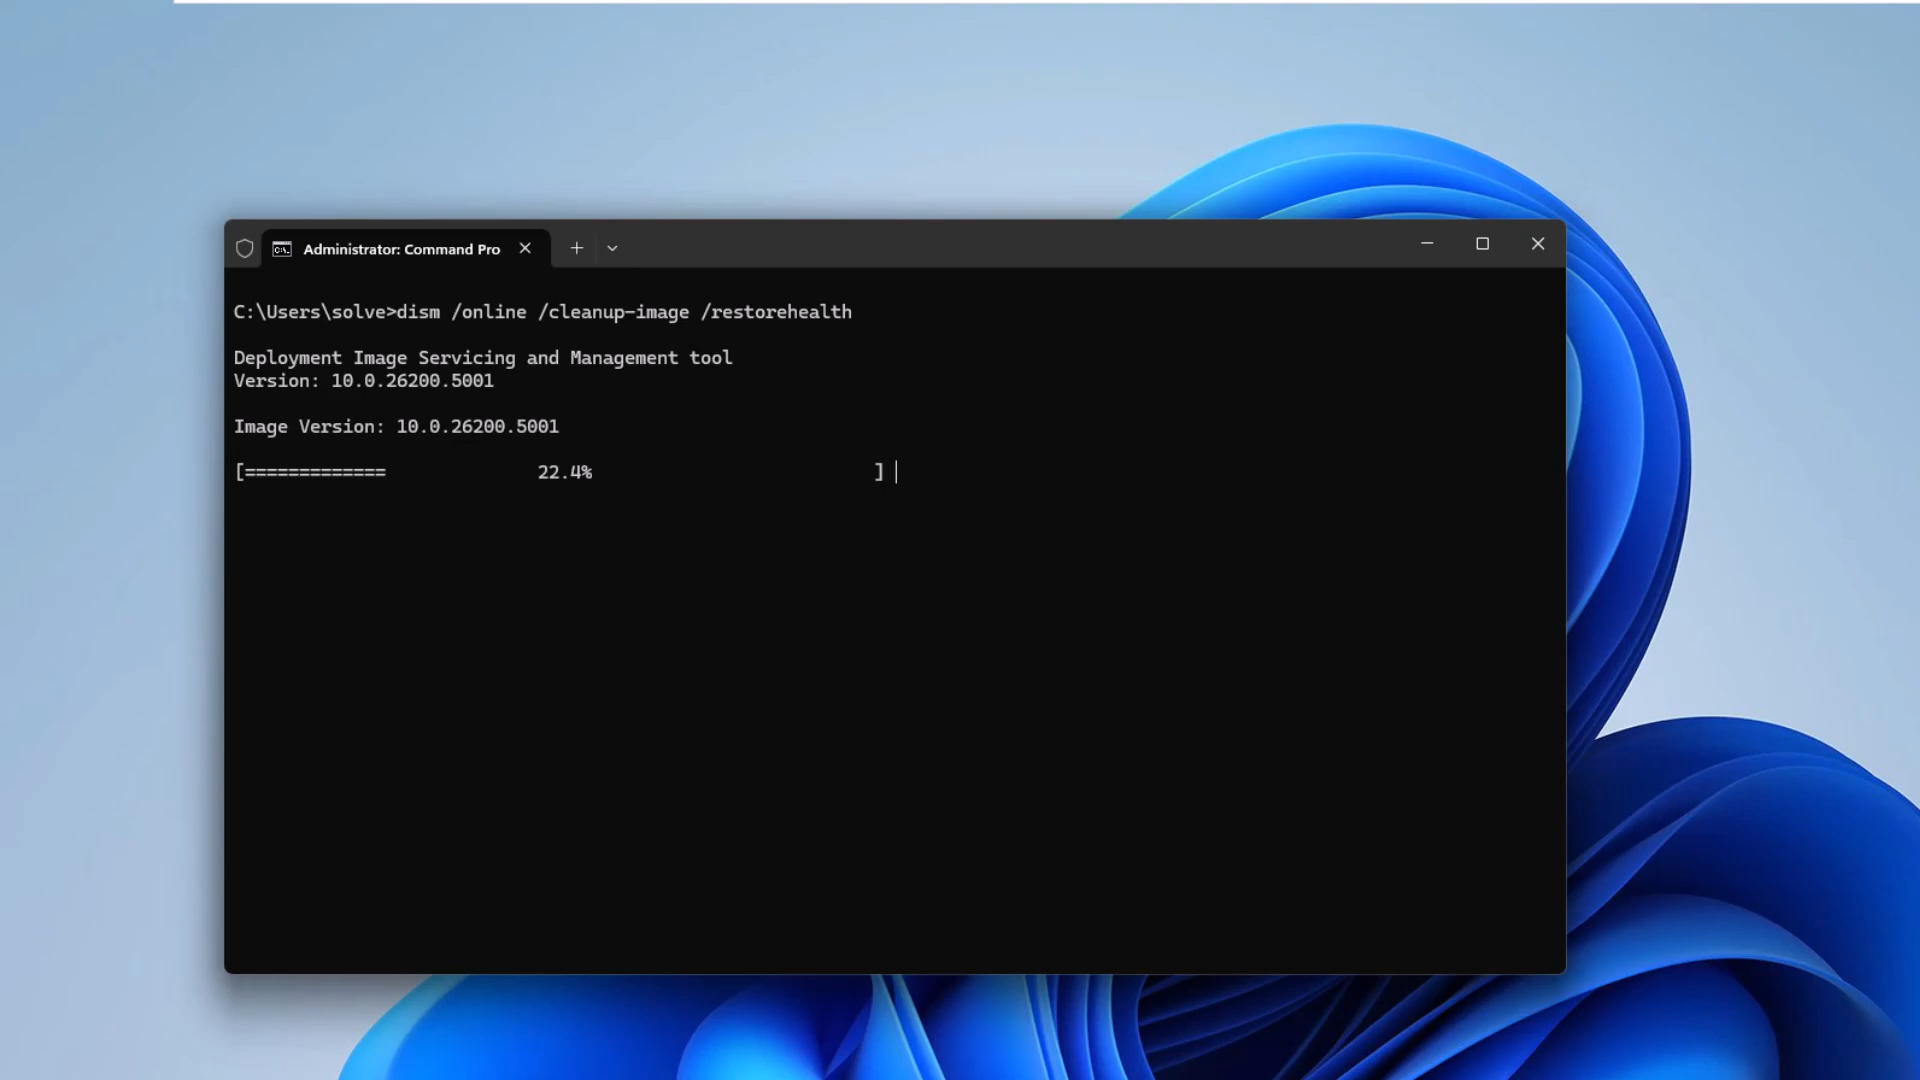 Administrator: Command Pro
C:\Users\solve>dism /online /cleanup-image /restorehealth
Deployment Image Servicing and Management tool
Version: 10.0.26200.5001
Image Version: 10.0.26200.5001
[=============              22.4%                          ]